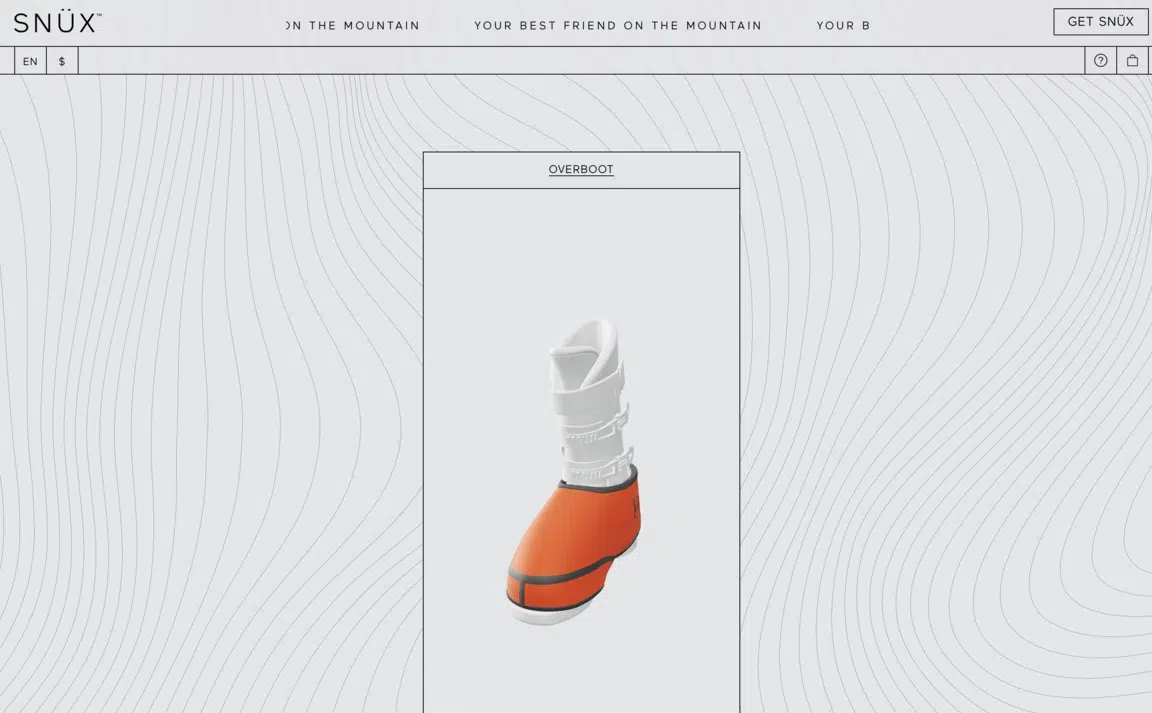 SNÜX™
ON THE MOUNTAIN
YOUR BEST FRIEND ON THE MOUNTAIN
YOUR B
GET SNÜX
EN
$
?
OVERBOOT